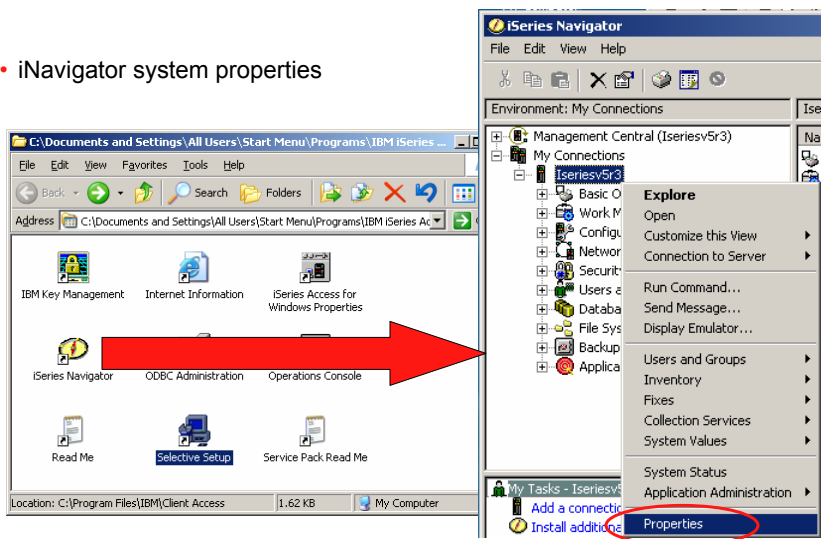 • iNavigator system properties
C:\Documents and Settings\All Users\Start Menu\Programs\IBM iSeries ...
File Edit View Favorites Tools Help
Back Search Folders
Address C:\Documents and Settings\All Users\Start Menu\Programs\IBM iSeries Ac
IBM Key Management
Internet Information
iSeries Access for
Windows Properties
iSeries Navigator
ODBC Administration
Operations Console
Read Me
Selective Setup
Service Pack Read Me
Location: C:\Program Files\IBM\Client Access 1.62 KB My Computer
iSeries Navigator
File Edit View Help
Environment: My Connections Ise
Management Central (Iseriesv5r3) Na
My Connections
Iseriesv5r3
Basic O
Work M
Configu
Networ
Securit
Users a
Databa
File Sys
Backup
Applica
Explore
Open
Customize this View
Connection to Server
Run Command...
Send Message...
Display Emulator...
Users and Groups
Inventory
Fixes
Collection Services
System Values
System Status
Application Administration
Properties
My Tasks - Iseriesv5
Add a connectio
Install additiona